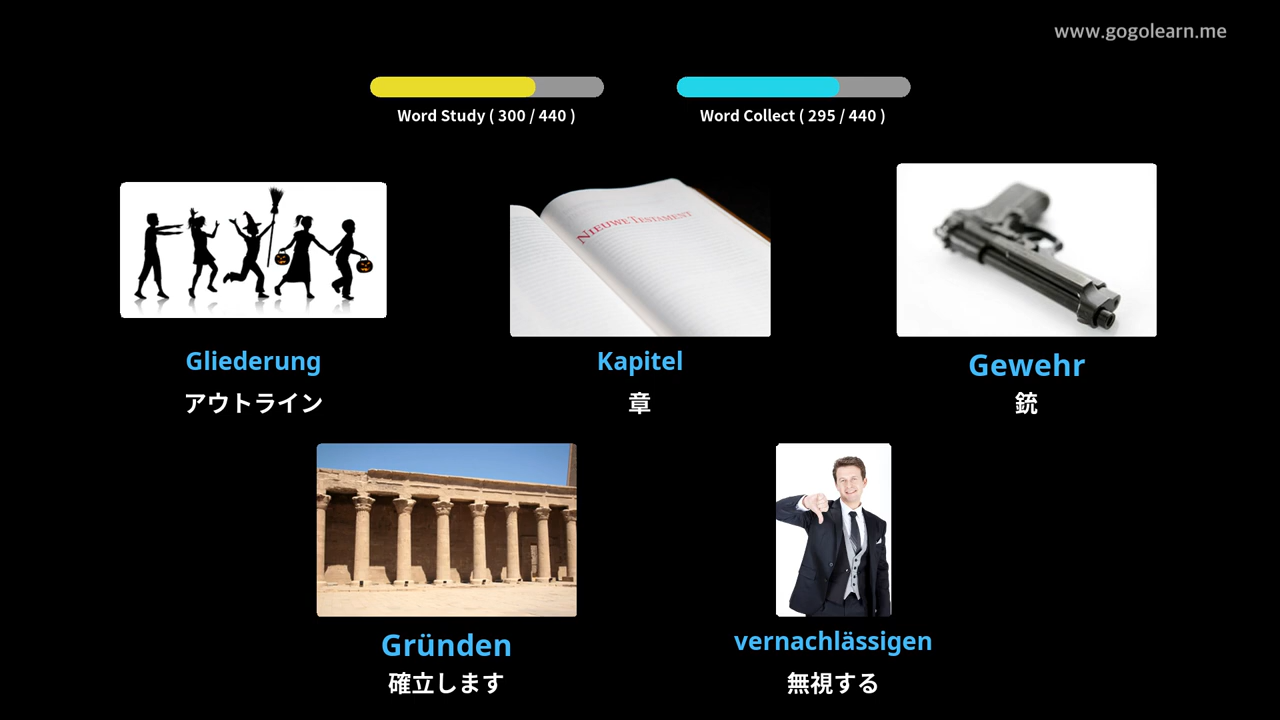 www.gogolearn.me
Word Study ( 300 / 440 )
Word Collect ( 295 / 440 )
NIEUWE TESTAMENT
Gliederung
アウトライン
Kapitel
章
Gewehr
銃
Gründen
確立します
vernachlässigen
無視する